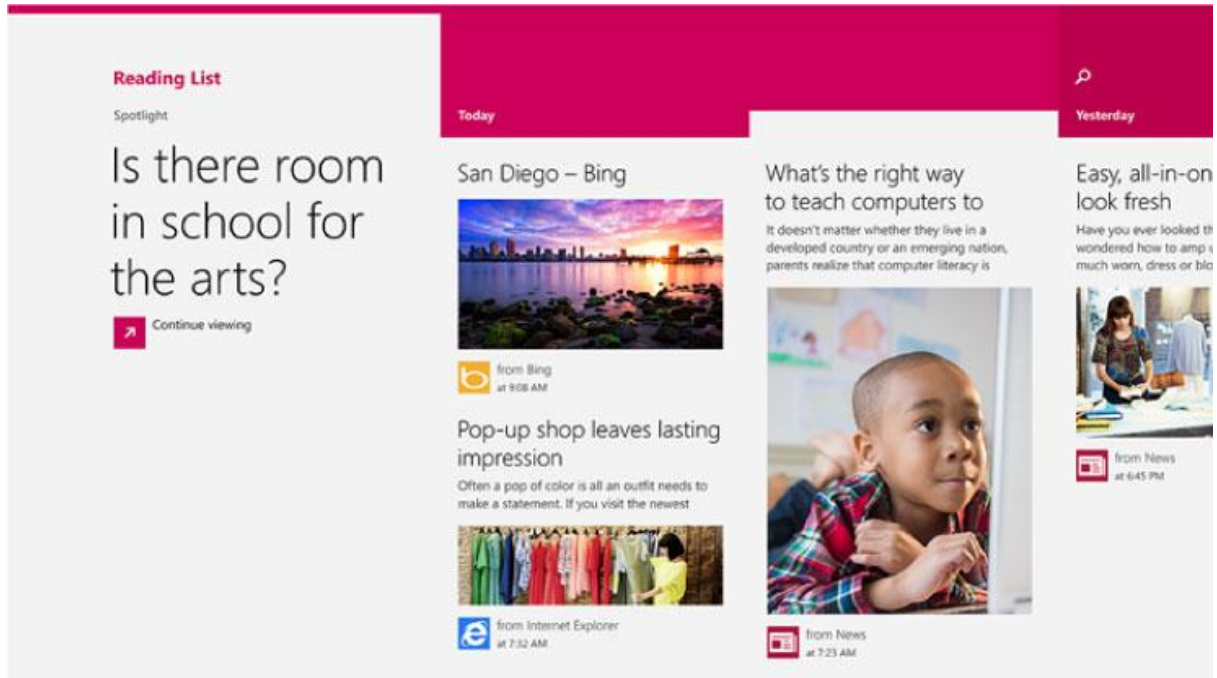 Reading List
Spotlight
Is there room
in school for
the arts?
Continue viewing
Today
San Diego – Bing
from Bing
at 9:08 AM
Pop-up shop leaves lasting
impression
Often a pop of color is all an outfit needs to
make a statement. If you visit the newest
from Internet Explorer
at 7:32 AM
What's the right way
to teach computers to
It doesn't matter whether they live in a
developed country or an emerging nation,
parents realize that computer literacy is
from News
at 7:23 AM
Yesterday
Easy, all-in-on
look fresh
Have you ever looked th
wondered how to amp u
much worn, dress or blo
from News
at 6:45 PM